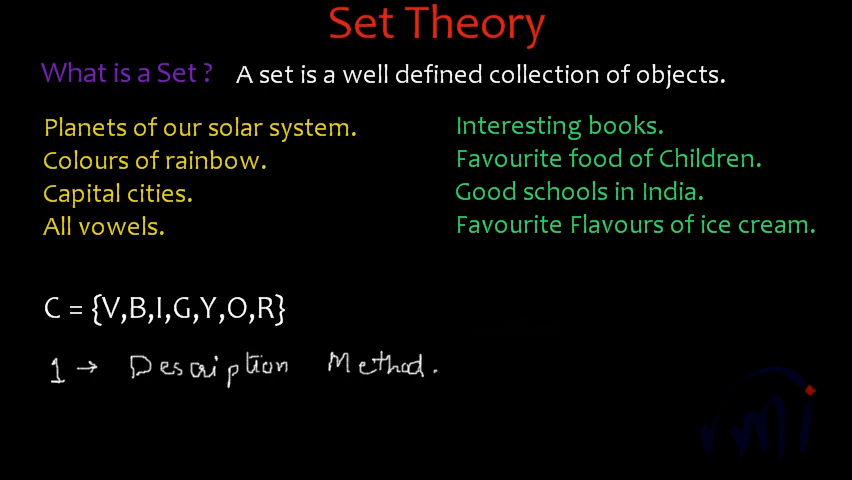 Set Theory
What is a Set ? A set is a well defined collection of objects.
Planets of our solar system.
Colours of rainbow.
Capital cities.
All vowels.
Interesting books.
Favourite food of Children.
Good schools in India.
Favourite Flavours of ice cream.
C = {V,B,I,G,Y,O,R}
1 → Description Method.
vmi